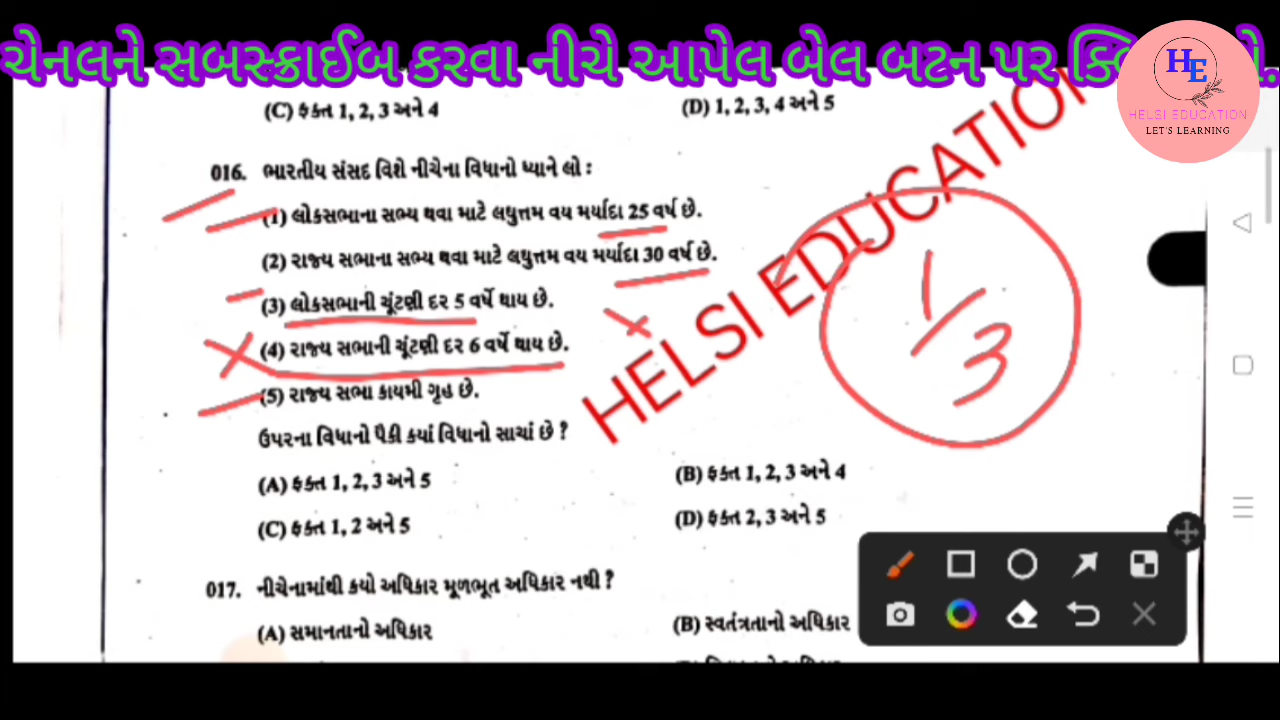 ચેનલને સબસ્ક્રાઈબ કરવા નીચે આપેલ બેલ બટન પર
HE
HELSI EDUCATION
LET'S LEARNING
(C) ફક્ત 1, 2, 3 અને 4
(D) 1, 2, 3, 4 અને 5
016. ભારતીય સંસદ વિશે નીચેના વિધાનો ધ્યાને લો :
(1) લોકસભાના સભ્ય થવા માટે લઘુત્તમ વય મર્યાદા 25 વર્ષ છે.
(2) રાજ્ય સભાના સભ્ય થવા માટે લઘુત્તમ વય મર્યાદા 30 વર્ષ છે.
(3) લોકસભાની ચૂંટણી દર 5 વર્ષે થાય છે.
(4) રાજ્ય સભાની ચૂંટણી દર 6 વર્ષે થાય છે.
(5) રાજ્ય સભા કાયમી ગૃહ છે.
ઉપરના વિધાનો પૈકી ક્યાં વિધાનો સાચાં છે ?
(A) ફક્ત 1, 2, 3 અને 5
(B) ફક્ત 1, 2, 3 અને 4
(C) ફક્ત 1, 2 અને 5
(D) ફક્ત 2, 3 અને 5
HELSI EDUCATION
1/3
017. નીચેનામાંથી કયો અધિકાર મૂળભૂત અધિકાર નથી ?
(A) સમાનતાનો અધિકાર
(B) સ્વતંત્રતાનો અધિકાર